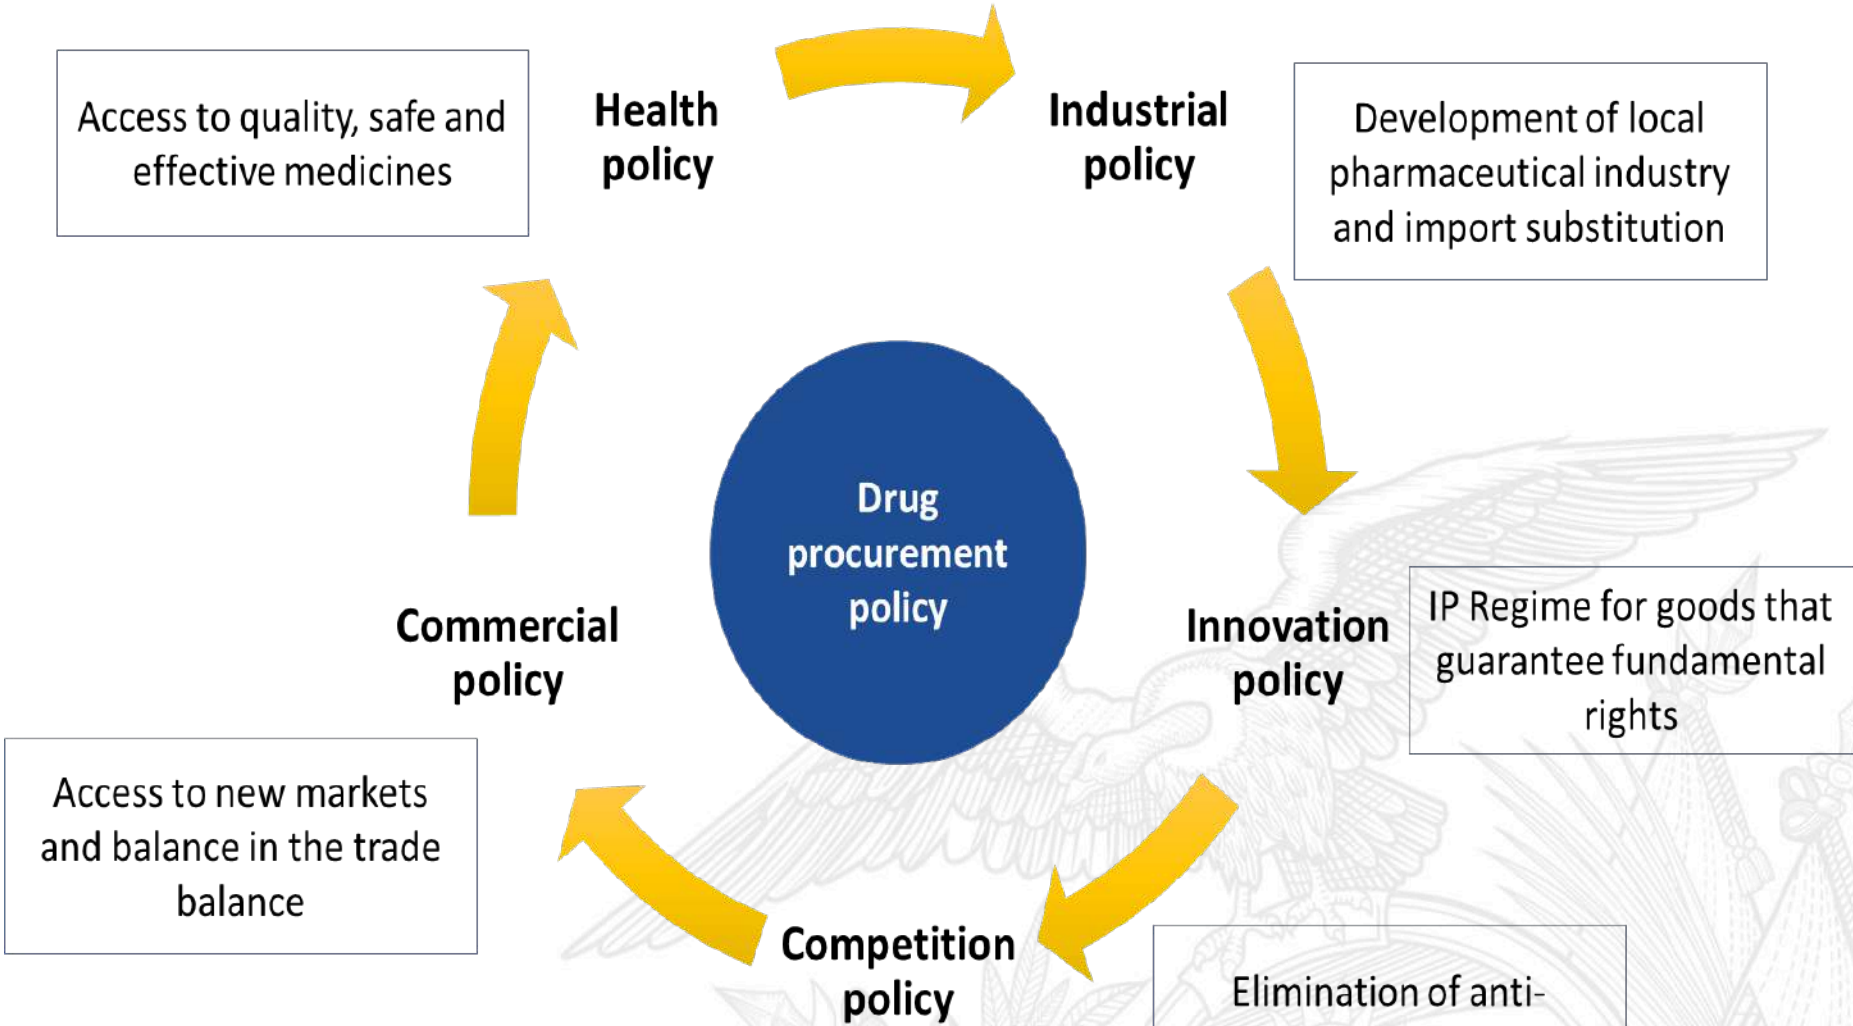 Access to quality, safe and
effective medicines
Health
policy
Industrial
policy
Development of local
pharmaceutical industry
and import substitution
Drug
procurement
policy
Commercial
policy
Innovation
policy
IP Regime for goods that
guarantee fundamental
rights
Access to new markets
and balance in the trade
balance
Competition
policy
Elimination of anti-